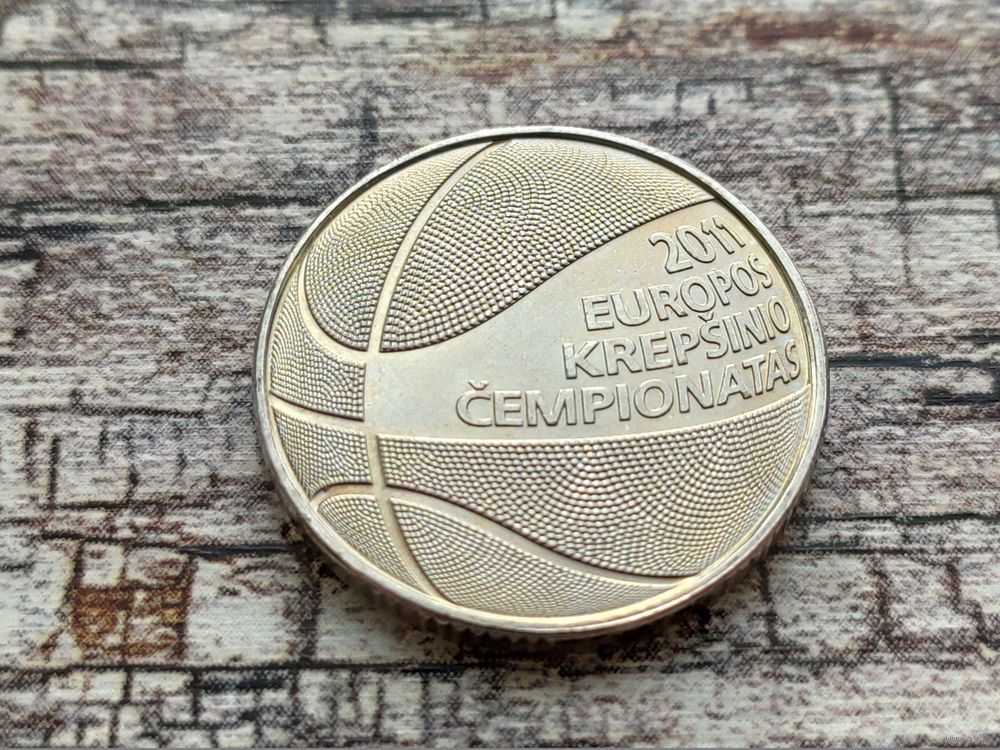 2011
EUROPOS
KREPŠINIO
ČEMPIONATAS